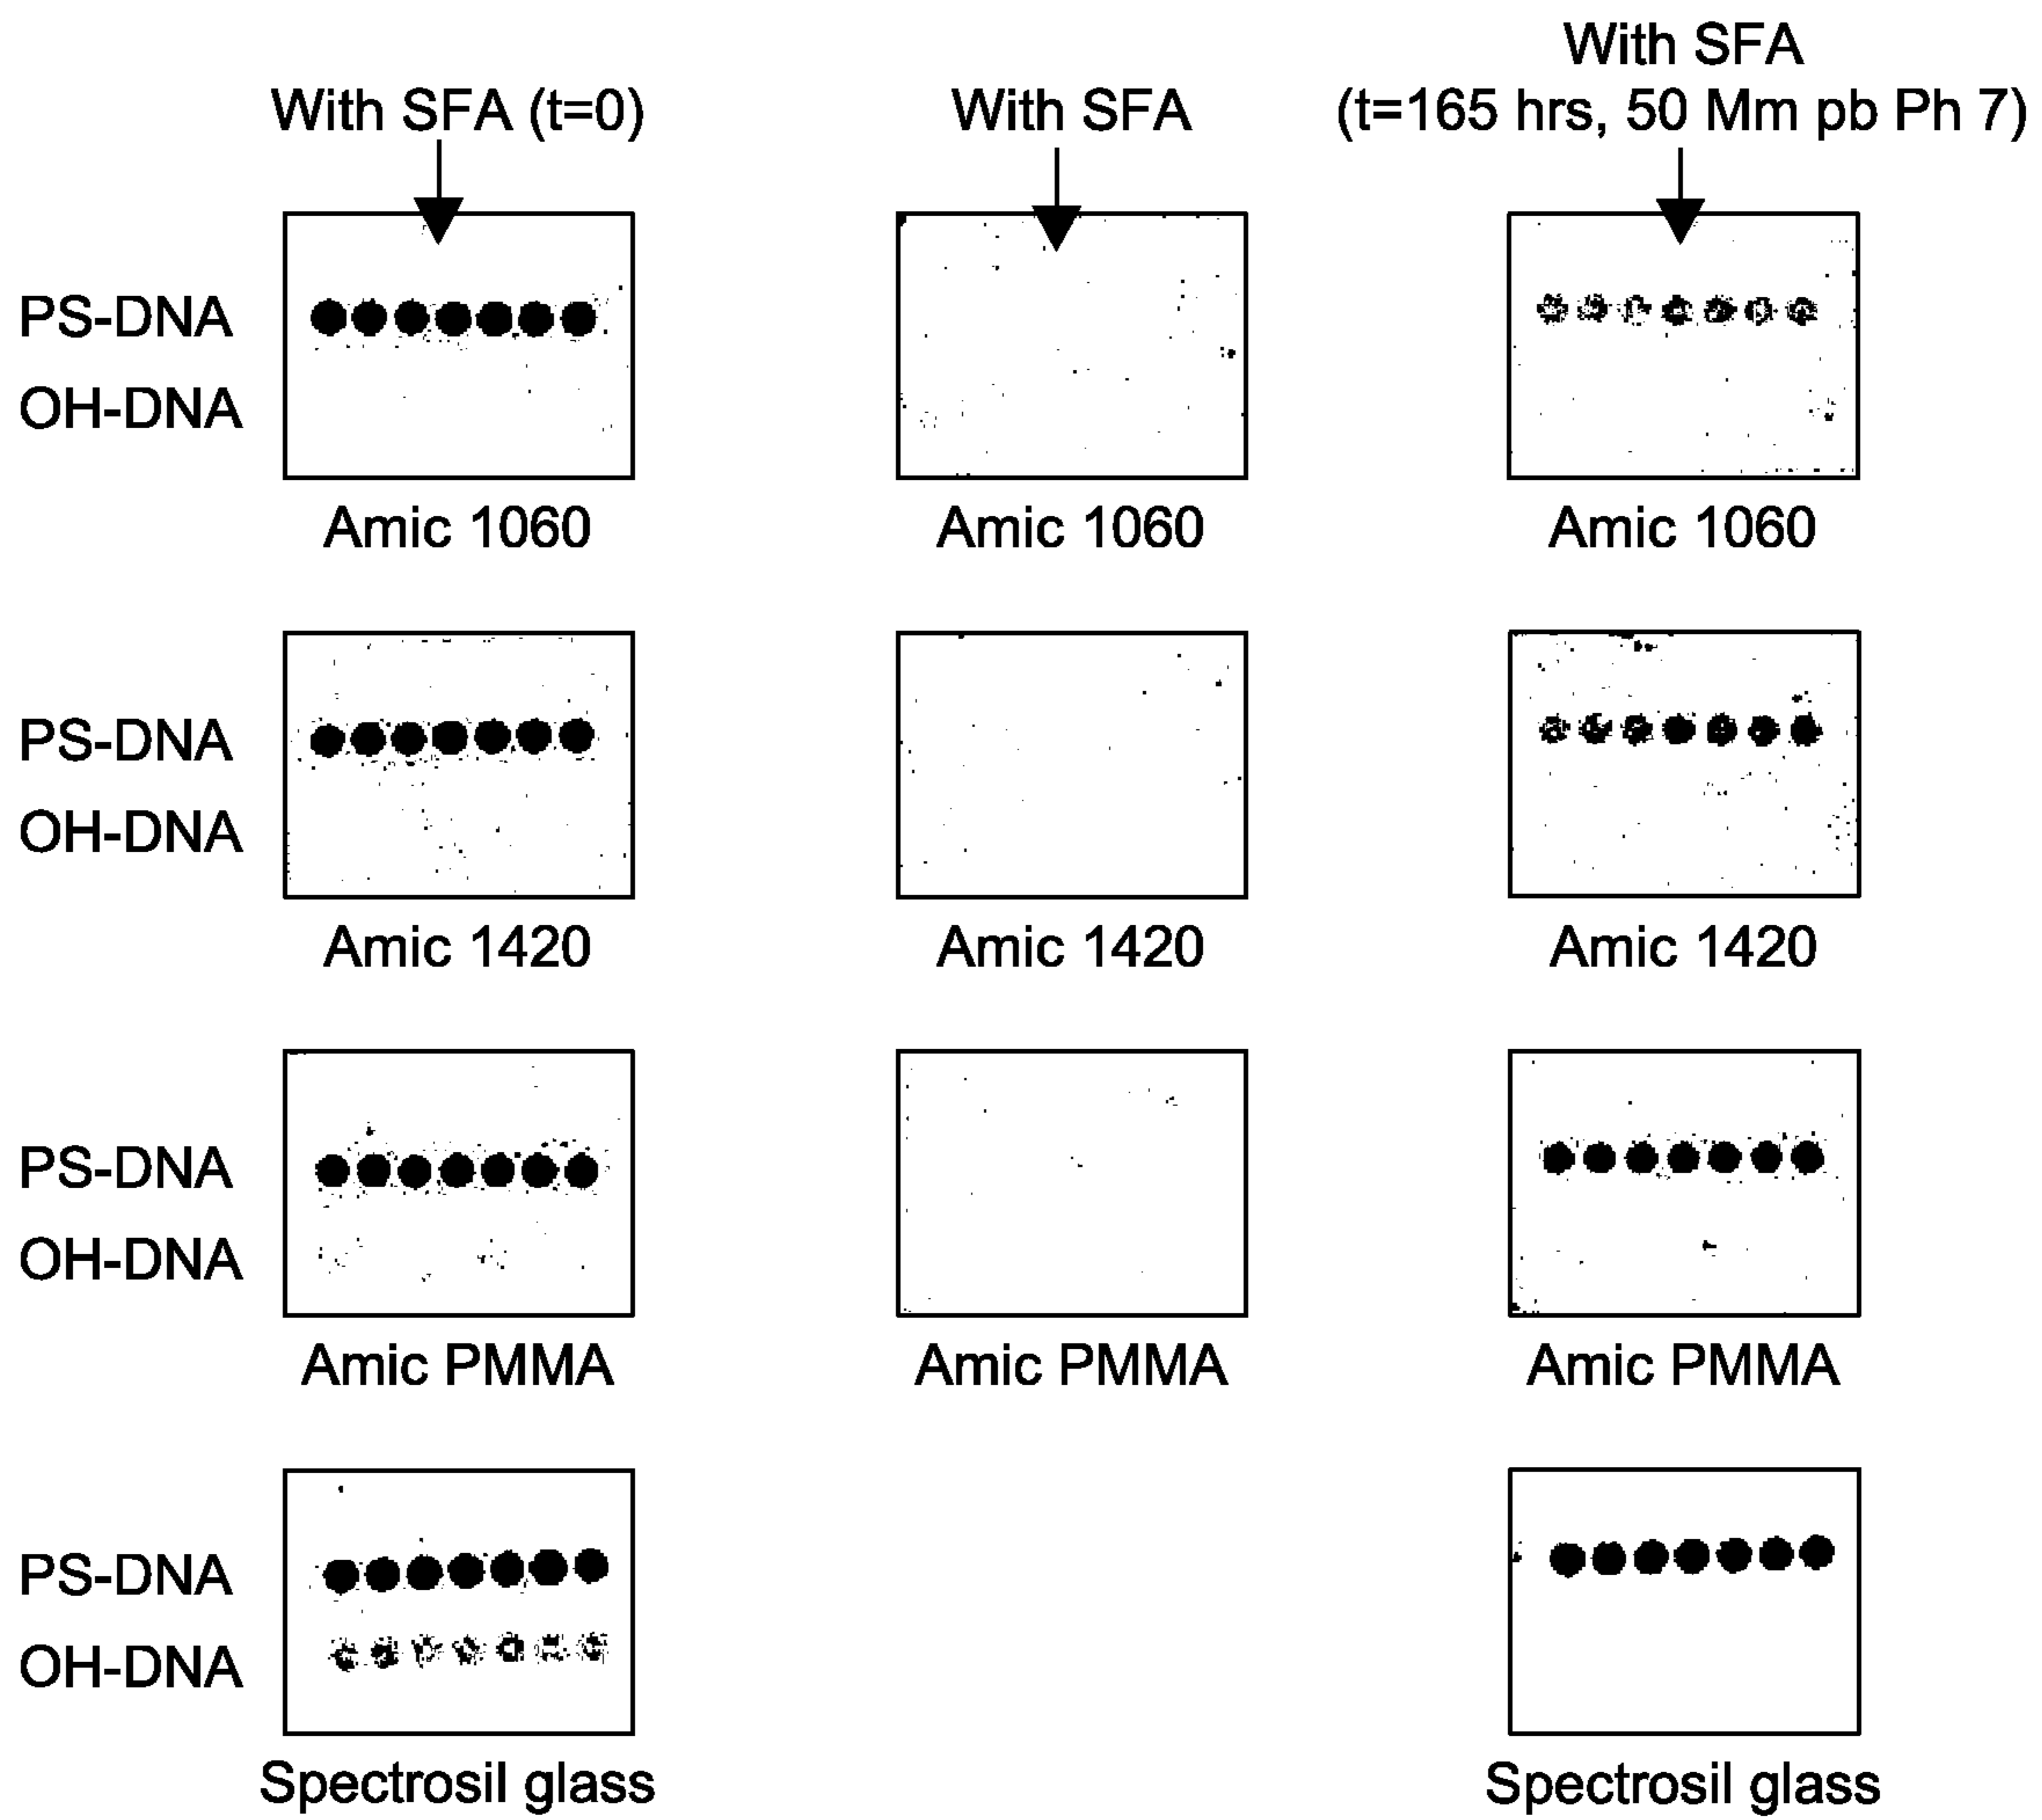 With SFA (t=0)
With SFA
With SFA
(t=165 hrs, 50 Mm pb Ph 7)
PS-DNA
OH-DNA
Amic 1060
Amic 1060
Amic 1060
PS-DNA
OH-DNA
Amic 1420
Amic 1420
Amic 1420
PS-DNA
OH-DNA
Amic PMMA
Amic PMMA
Amic PMMA
PS-DNA
OH-DNA
Spectrosil glass
Spectrosil glass